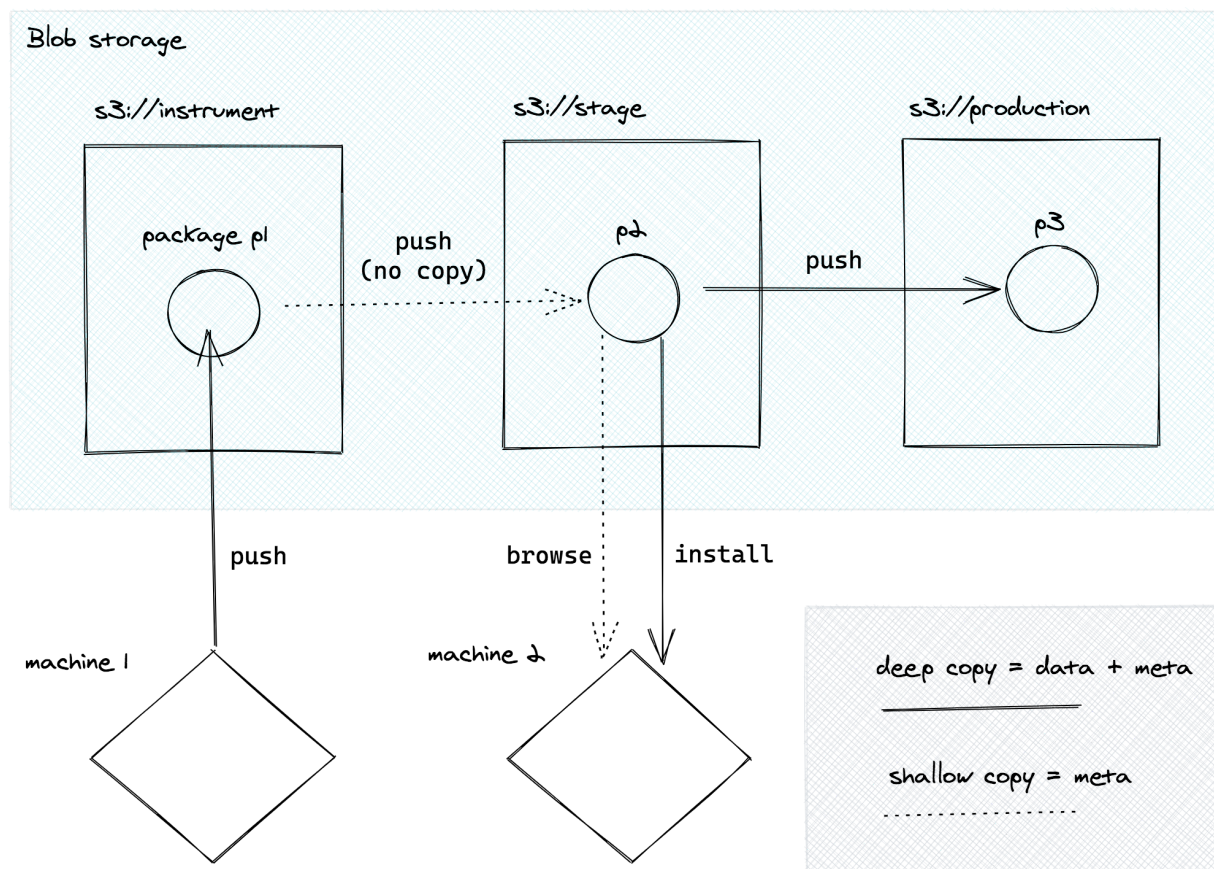 Blob storage
s3://instrument
s3://stage
s3://production
package p1
p2
p3
push
(no copy)
push
push
browse
install
machine 1
machine 2
deep copy = data + meta
shallow copy = meta